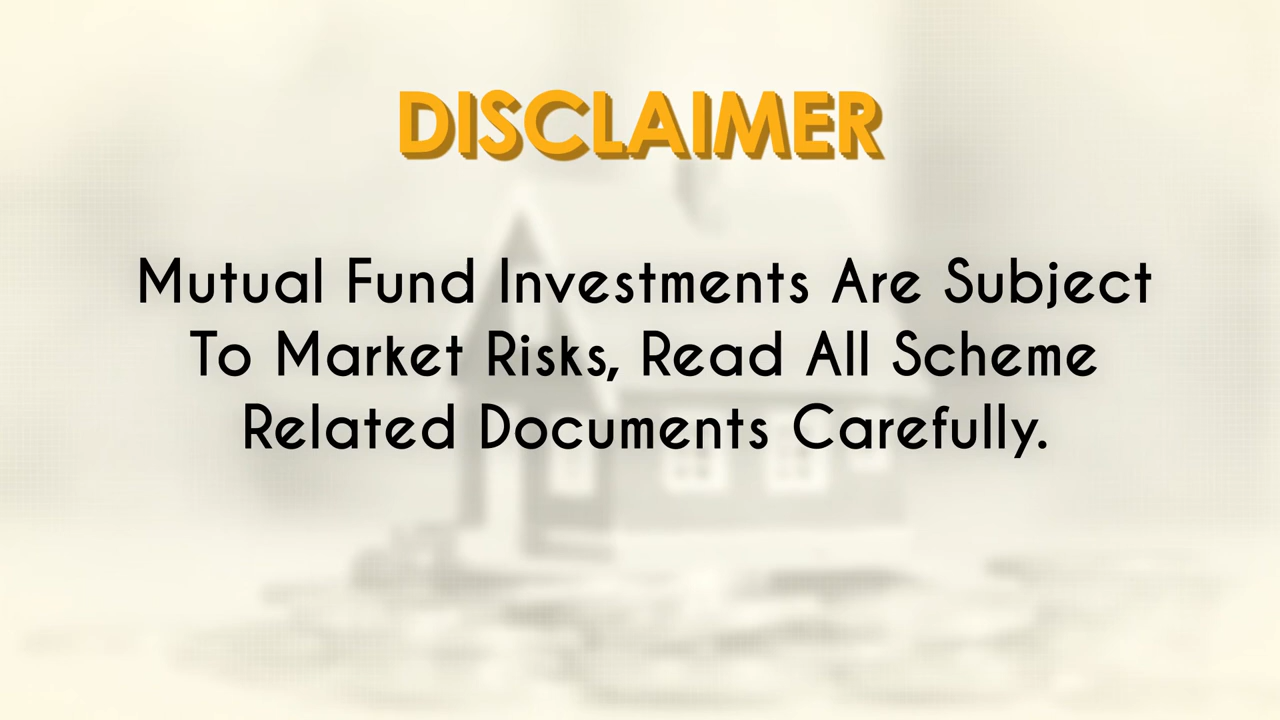 DISCLAIMER
Mutual Fund Investments Are Subject
To Market Risks, Read All Scheme
Related Documents Carefully.